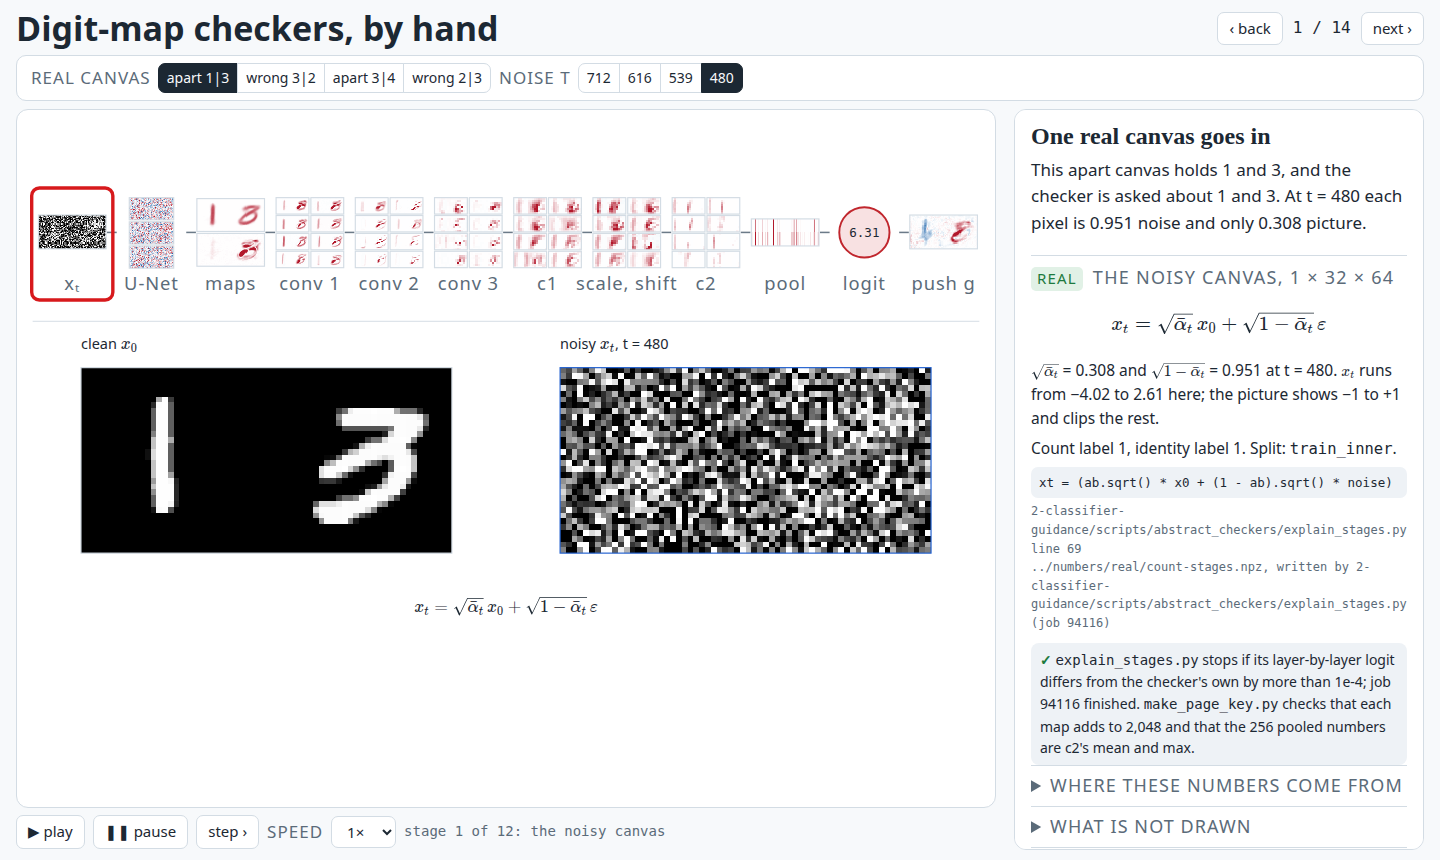 Digit-map checkers, by hand
‹ back
1 / 14
next ›
REAL CANVAS
apart 1|3
wrong 3|2
apart 3|4
wrong 2|3
NOISE T
712
616
539
480
6.31
xₜ
U-Net
maps
conv 1
conv 2
conv 3
c1
scale, shift
c2
pool
logit
push g
clean x₀
noisy xₜ, t = 480
xₜ = √ᾱₜ x₀ + √1 − ᾱₜ ε
▶ play
❚❚ pause
step ›
SPEED
1×
stage 1 of 12: the noisy canvas
One real canvas goes in
This apart canvas holds 1 and 3, and the
checker is asked about 1 and 3. At t = 480 each
pixel is 0.951 noise and only 0.308 picture.
REAL THE NOISY CANVAS, 1 × 32 × 64
xₜ = √ᾱₜ x₀ + √1 − ᾱₜ ε
√ᾱₜ = 0.308 and √1 − ᾱₜ = 0.951 at t = 480. xₜ runs
from −4.02 to 2.61 here; the picture shows −1 to +1
and clips the rest.
Count label 1, identity label 1. Split: train_inner.
xt = (ab.sqrt() * x0 + (1 - ab).sqrt() * noise)
2-classifier-
guidance/scripts/abstract_checkers/explain_stages.py
line 69
../numbers/real/count-stages.npz, written by 2-
classifier-
guidance/scripts/abstract_checkers/explain_stages.py
(job 94116)
✓ explain_stages.py stops if its layer-by-layer logit
differs from the checker's own by more than 1e-4; job
94116 finished. make_page_key.py checks that each
map adds to 2,048 and that the 256 pooled numbers
are c2's mean and max.
▶ WHERE THESE NUMBERS COME FROM
▶ WHAT IS NOT DRAWN